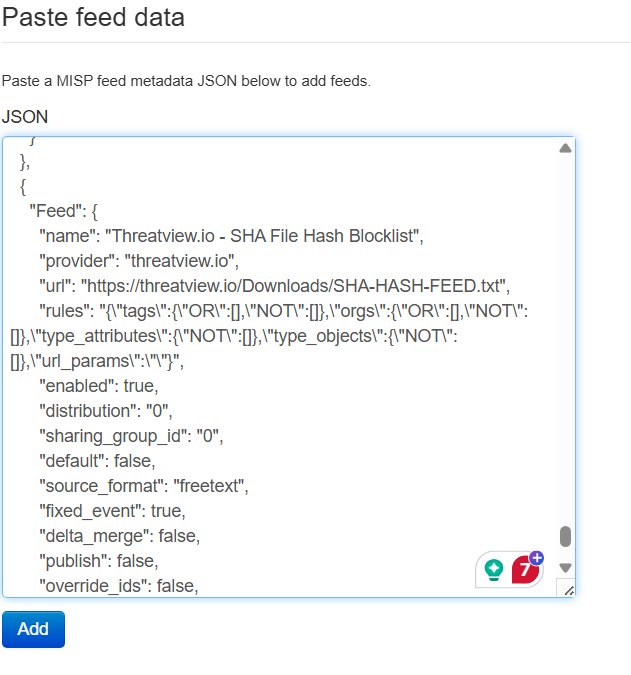 Paste feed data
Paste a MISP feed metadata JSON below to add feeds.
JSON
}
},
{
"Feed": {
"name": "Threatview.io - SHA File Hash Blocklist",
"provider": "threatview.io",
"url": "https://threatview.io/Downloads/SHA-HASH-FEED.txt",
"rules": "{\"tags\":{\"OR\":[],\"NOT\":[]},\"orgs\":{\"OR\":[],\"NOT\":
[]},\"type_attributes\":{\"NOT\":[]},\"type_objects\":{\"NOT\":
[]},\"url_params\":\"\"}",
"enabled": true,
"distribution": "0",
"sharing_group_id": "0",
"default": false,
"source_format": "freetext",
"fixed_event": true,
"delta_merge": false,
"publish": false,
"override_ids": false,
7
Add